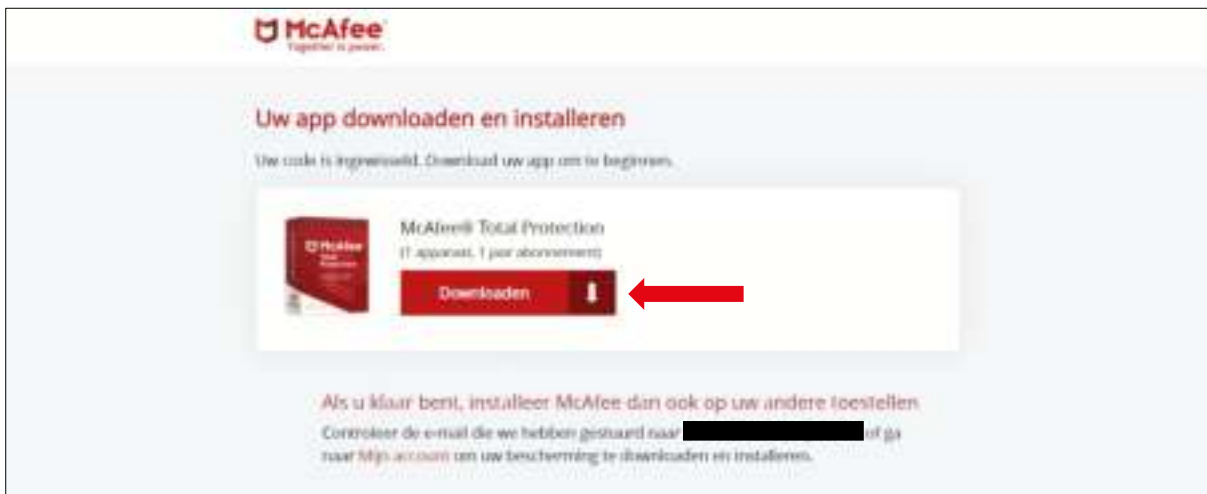 McAfee
Together is power.
Uw app downloaden en installeren
Uw code is ingewisseld. Download uw app om te beginnen.
McAfee
Total
Protection
McAfee® Total Protection
(1 apparaat, 1 jaar abonnement)
Downloaden
Als u klaar bent, installeer McAfee dan ook op uw andere toestellen
Controleer de e-mail die we hebben gestuurd naar of ga
naar Mijn account om uw bescherming te downloaden en installeren.